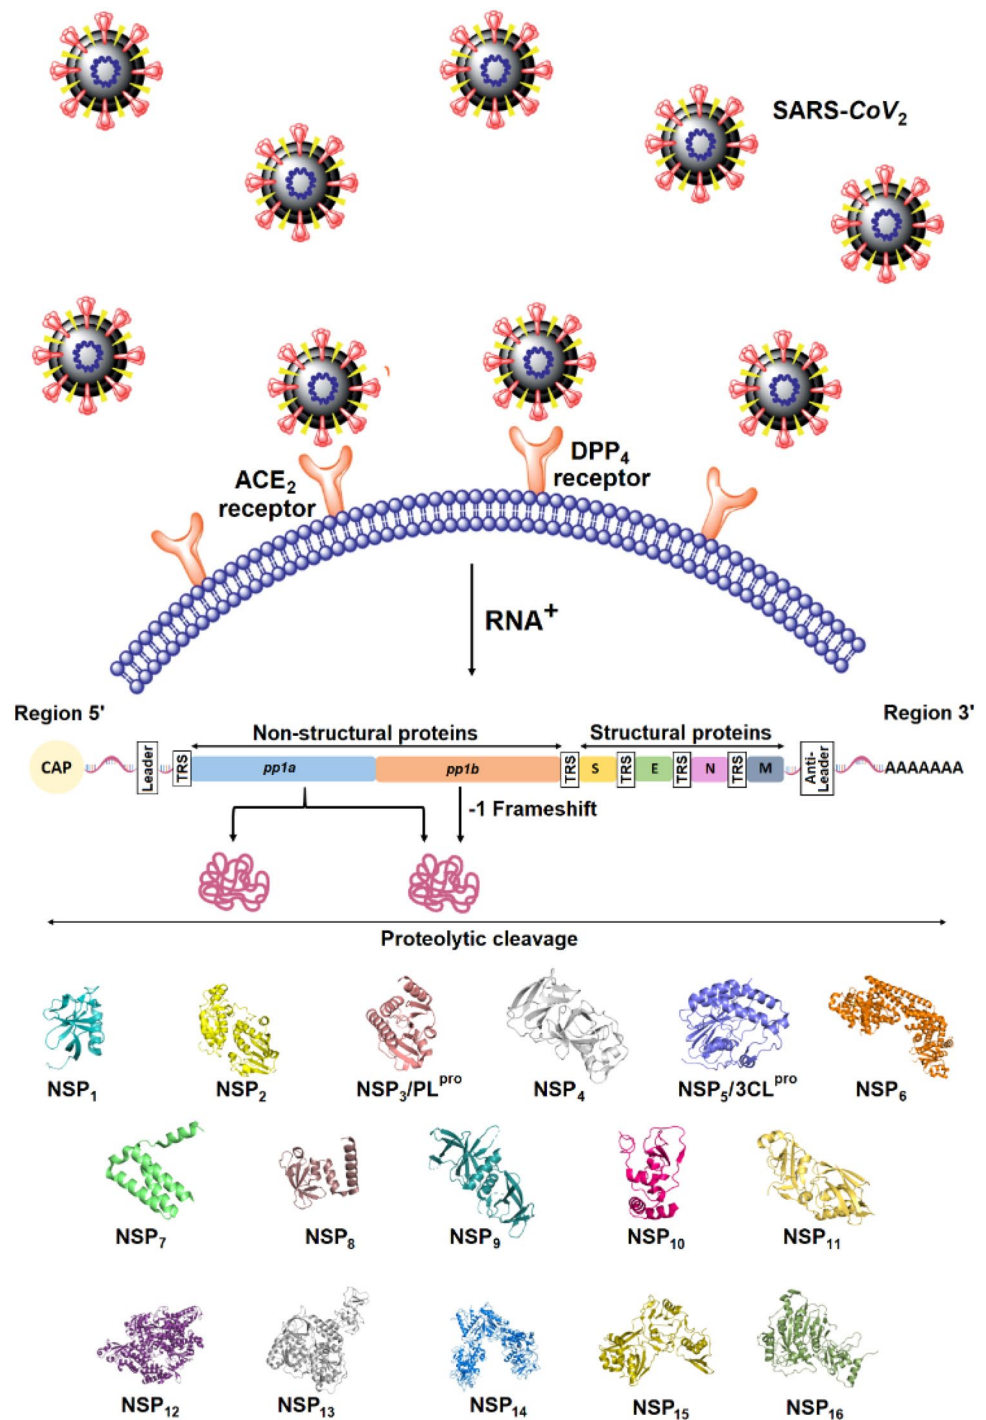 SARS-CoV₂
DPP₄
receptor
ACE₂
receptor
RNA⁺
Region 5'
Region 3'
Non-structural proteins
Structural proteins
CAP
Leader
TRS
pp1a
pp1b
TRS
S
TRS
E
TRS
N
TRS
M
Anti-
Leader
AAAAAAA
-1 Frameshift
Proteolytic cleavage
NSP₁
NSP₂
NSP₃/PLᵖʳᵒ
NSP₄
NSP₅/3CLᵖʳᵒ
NSP₆
NSP₇
NSP₈
NSP₉
NSP₁₀
NSP₁₁
NSP₁₂
NSP₁₃
NSP₁₄
NSP₁₅
NSP₁₆